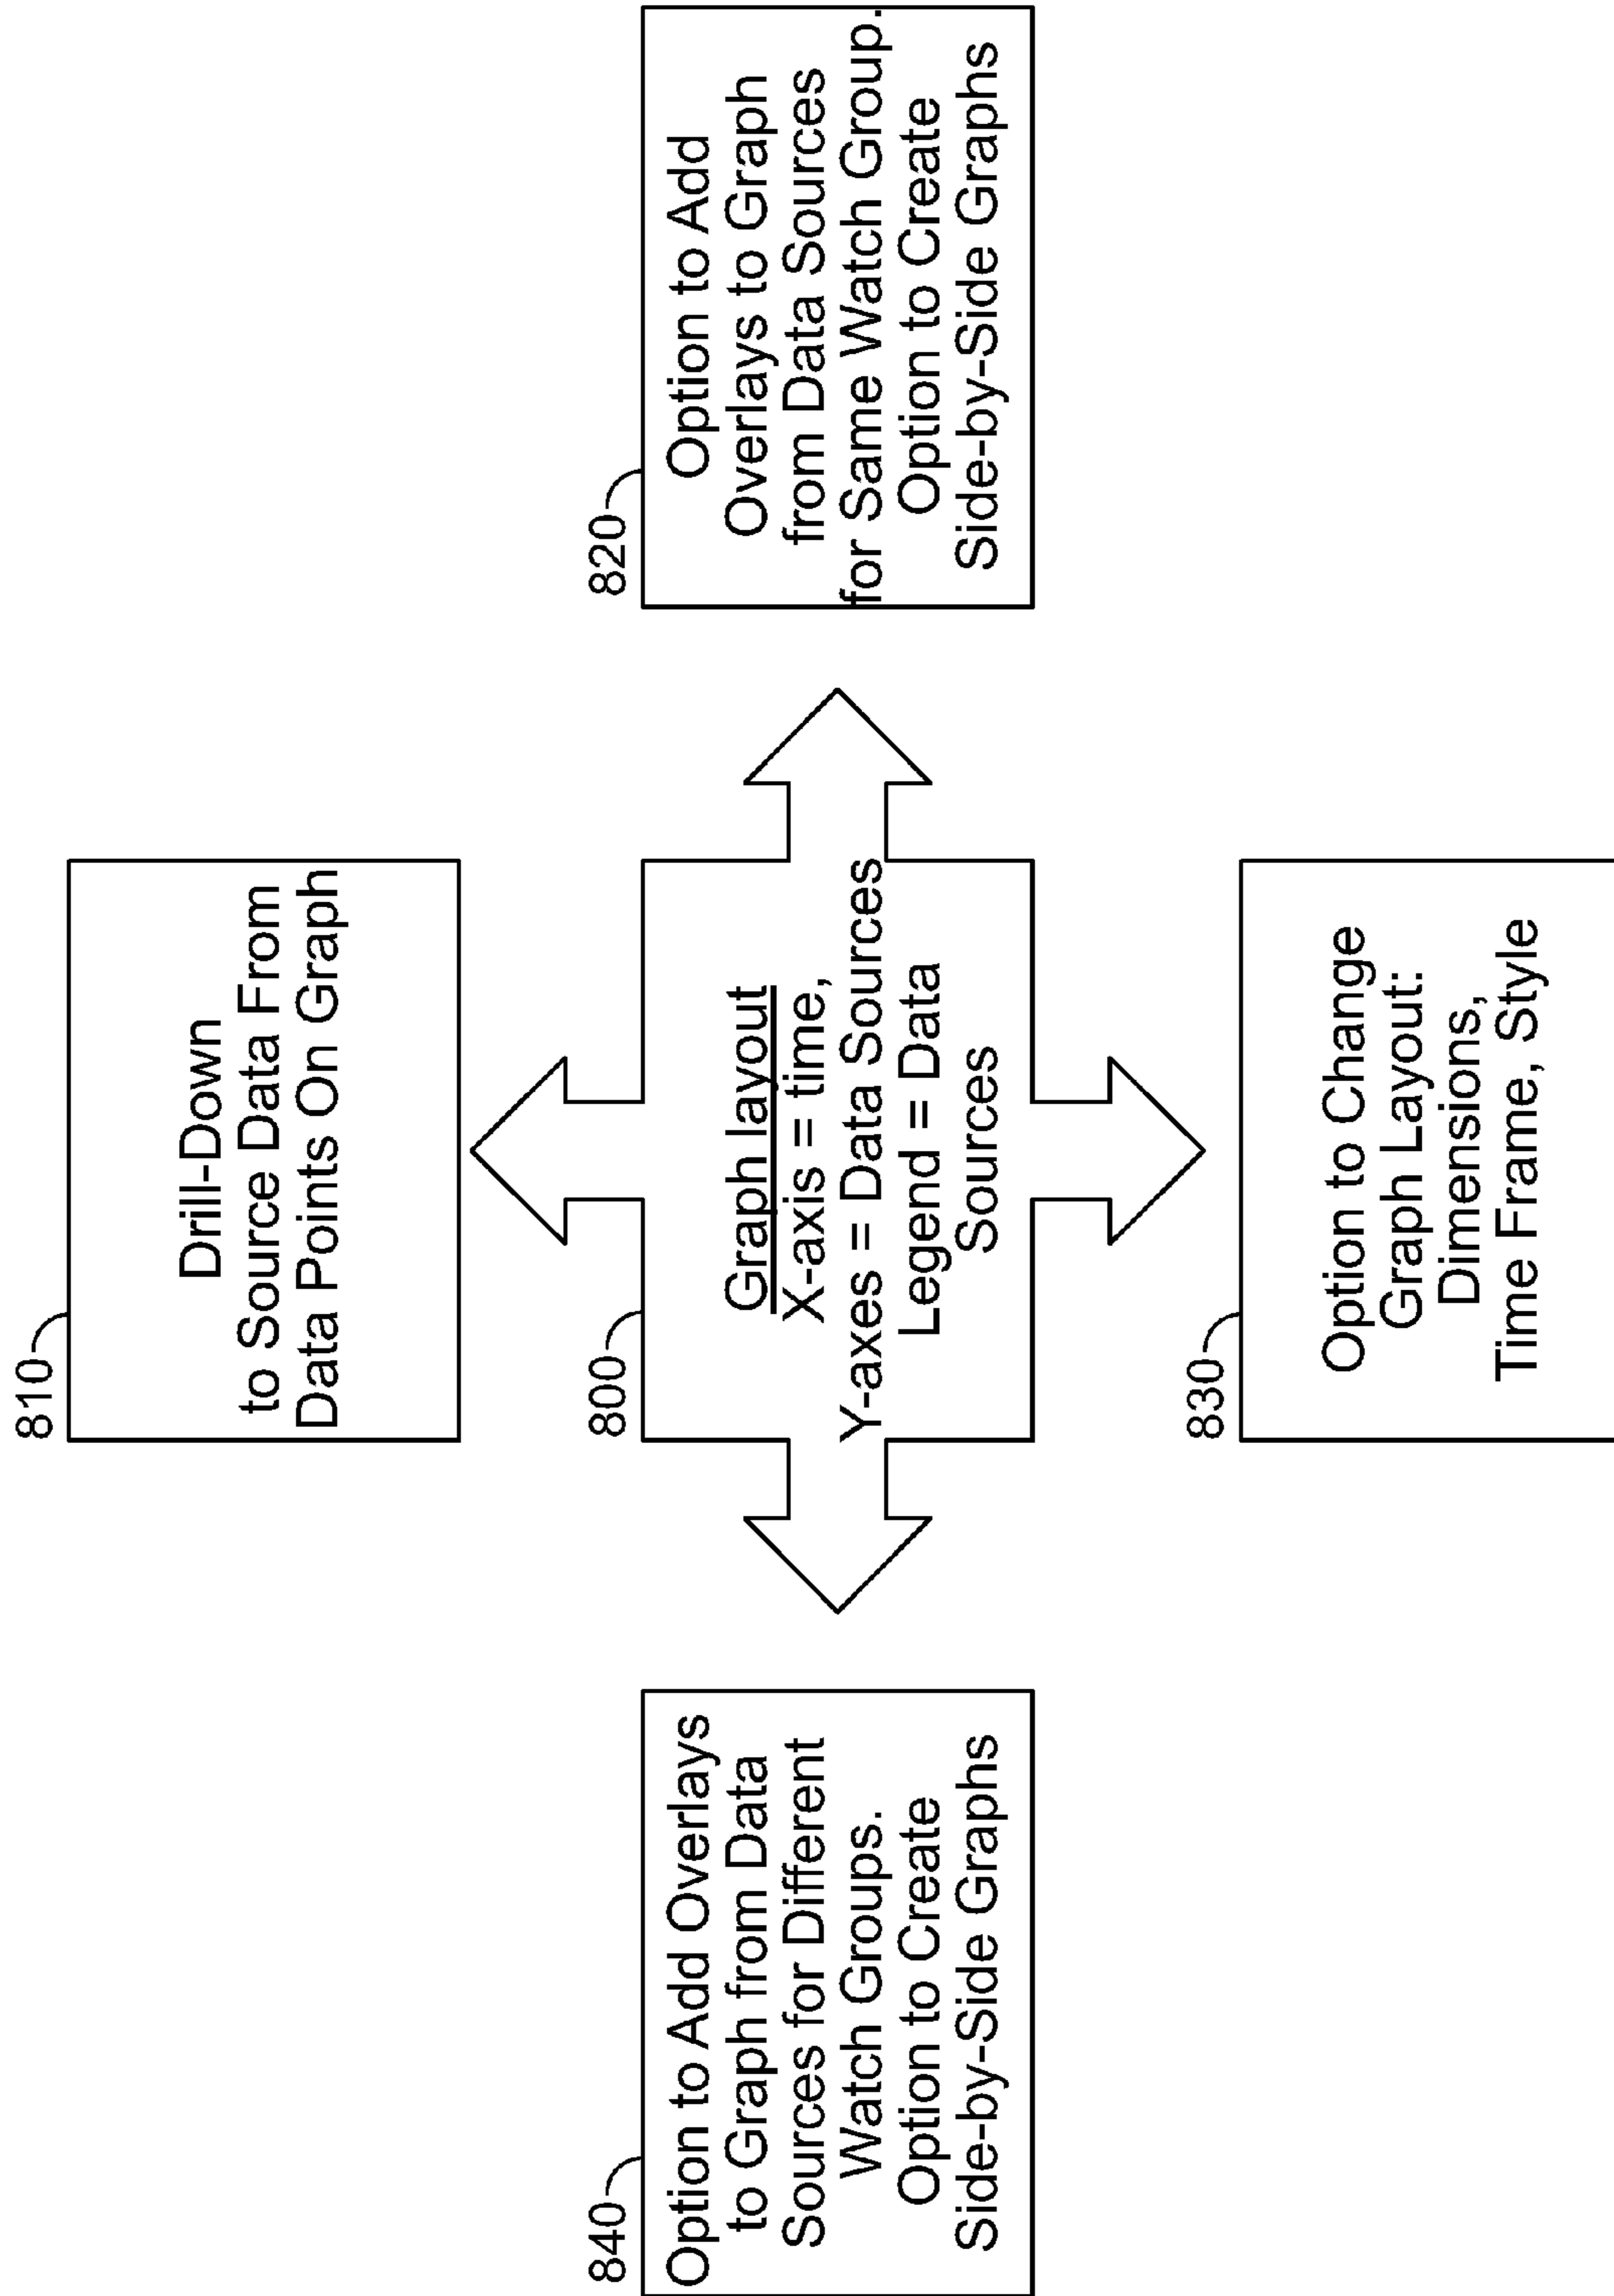 810
Drill-Down
to Source Data From
Data Points On Graph
840
Option to Add Overlays
to Graph from Data
Sources for Different
Watch Groups.
Option to Create
Side-by-Side Graphs
800
Graph layout
X-axis = time,
Y-axes = Data Sources
Legend = Data
Sources
820
Option to Add
Overlays to Graph
from Data Sources
for Same Watch Group.
Option to Create
Side-by-Side Graphs
830
Option to Change
Graph Layout:
Dimensions,
Time Frame, Style